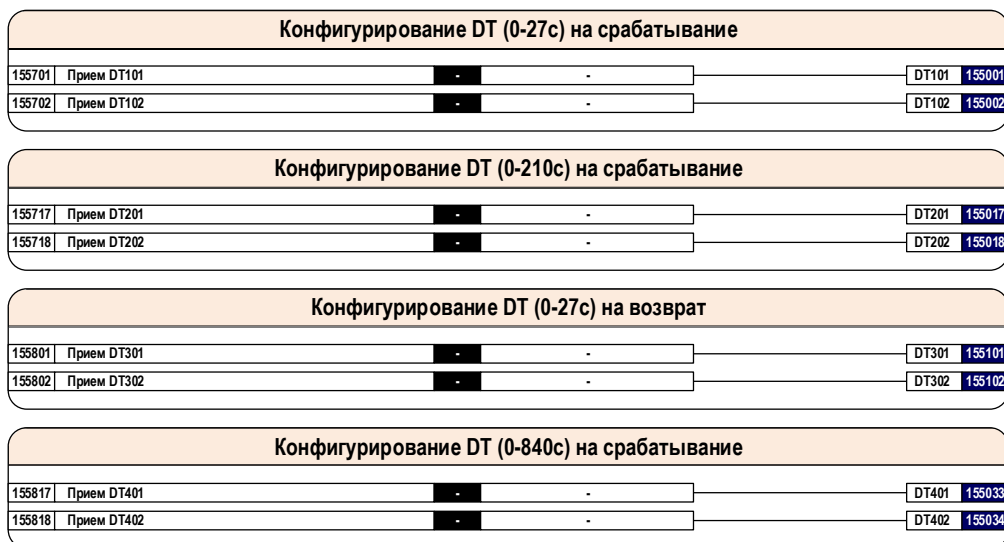 Конфигурирование DT (0-27с) на срабатывание
155701 Прием DT101 - - DT101 155001
155702 Прием DT102 - - DT102 155002
Конфигурирование DT (0-210с) на срабатывание
155717 Прием DT201 - - DT201 155017
155718 Прием DT202 - - DT202 155018
Конфигурирование DT (0-27с) на возврат
155801 Прием DT301 - - DT301 155101
155802 Прием DT302 - - DT302 155102
Конфигурирование DT (0-840с) на срабатывание
155817 Прием DT401 - - DT401 155033
155818 Прием DT402 - - DT402 155034